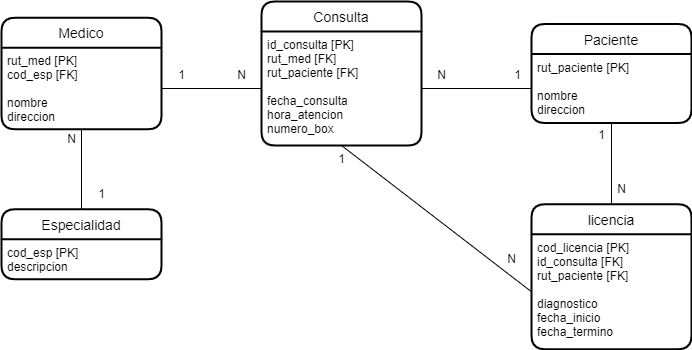 Medico
rut_med [PK]
cod_esp [FK]
nombre
direccion
1
N
Consulta
id_consulta [PK]
rut_med [FK]
rut_paciente [FK]
fecha_consulta
hora_atencion
numero_box
N
1
Paciente
rut_paciente [PK]
nombre
direccion
N
1
Especialidad
cod_esp [PK]
descripcion
1
N
1
N
licencia
cod_licencia [PK]
id_consulta [FK]
rut_paciente [FK]
diagnostico
fecha_inicio
fecha_termino